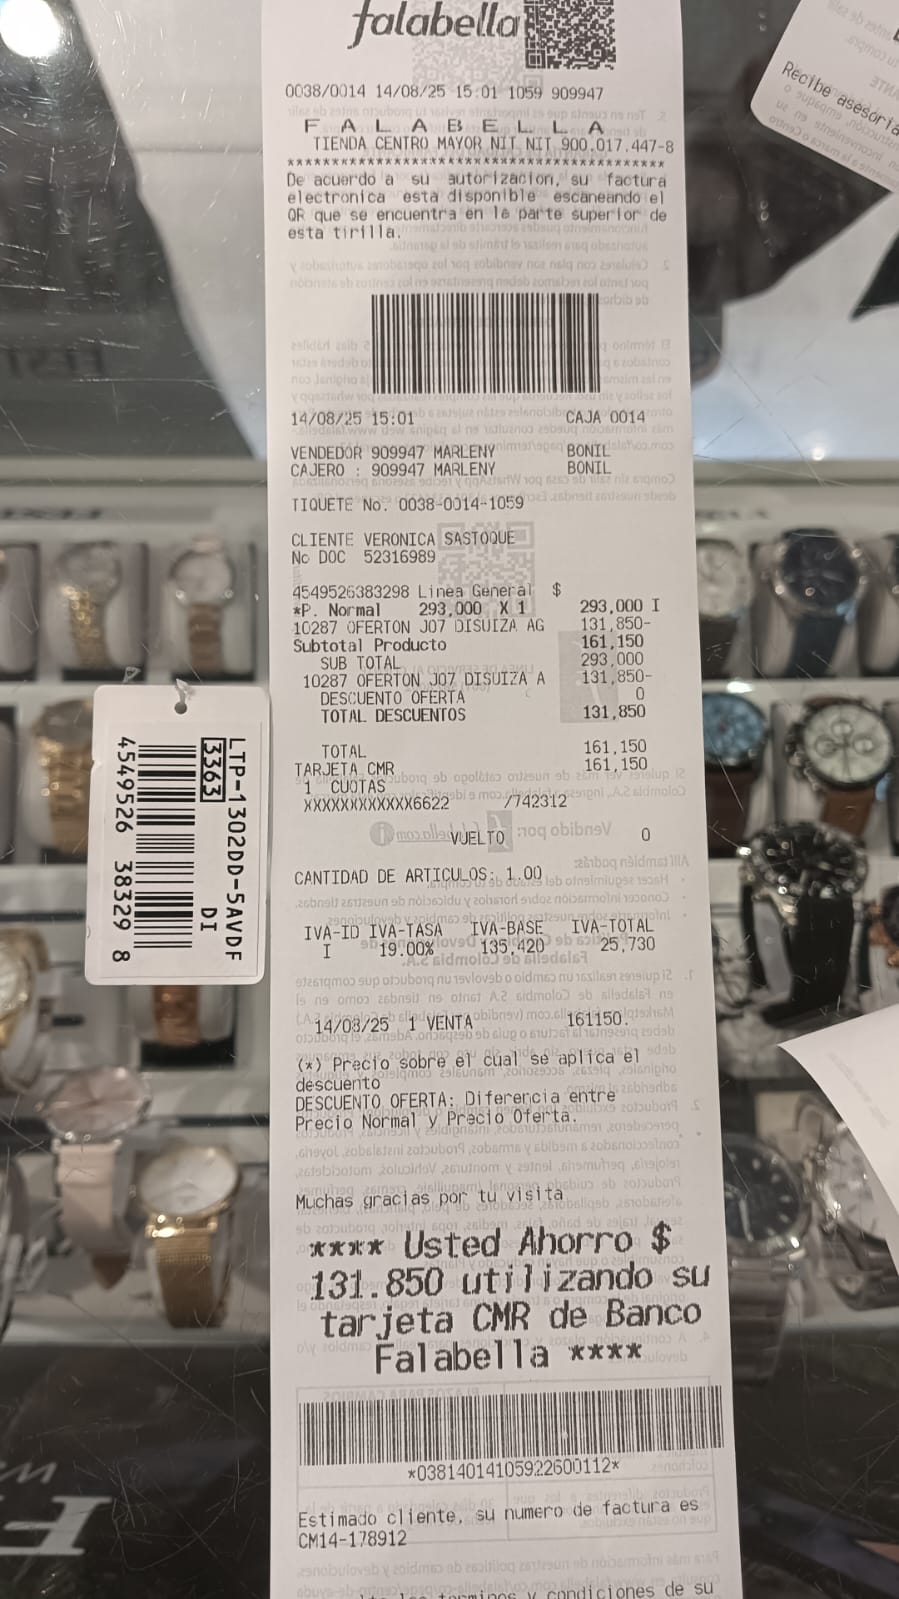 falabella
0038/0014 14/08/25 15:01 1059 909947
F A L A B E L L A
TIENDA CENTRO MAYOR NIT NIT 900.017.447-8
******************************************
De acuerdo a su autorizacion, su factura
electronica esta disponible escaneando el
QR que se encuentra en la parte superior de
esta tirilla.
14/08/25 15:01 CAJA 0014
VENDEDOR 909947 MARLENY BONIL
CAJERO : 909947 MARLENY BONIL
TIQUETE No. 0038-0014-1059
CLIENTE VERONICA SASTOQUE
No DOC 52316989
4549526383298 Linea General $
*P. Normal 293,000 X 1 293,000 I
10287 OFERTON J07 DISUIZA AG 131,850-
Subtotal Producto 161,150
SUB TOTAL 293,000
10287 OFERTON J07 DISUIZA A 131,850-
DESCUENTO OFERTA 0
TOTAL DESCUENTOS 131,850
TOTAL 161,150
TARJETA CMR 161,150
1 CUOTAS
XXXXXXXXXXXX6622 /742312
VUELTO 0
CANTIDAD DE ARTICULOS: 1.00
IVA-ID IVA-TASA IVA-BASE IVA-TOTAL
I 19.00% 135,420 25,730
14/08/25 1 VENTA 161150.
(*) Precio sobre el cual se aplica el
descuento
DESCUENTO OFERTA: Diferencia entre
Precio Normal y Precio Oferta.
Muchas gracias por tu visita
**** Usted Ahorro $
131.850 utilizando su
tarjeta CMR de Banco
Falabella ****
*03814014105922600112*
Estimado cliente, su numero de factura es
CM14-178912
terminos y condiciones de su
LTP-1302DD-5AVDF
3363 DI
4549526 38329 8
Recibe asesoría